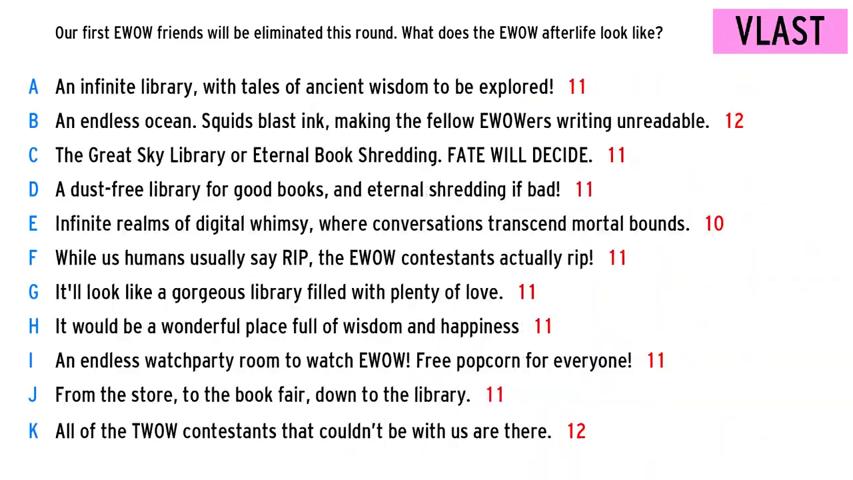 Our first EWOW friends will be eliminated this round. What does the EWOW afterlife look like?
VLAST
A An infinite library, with tales of ancient wisdom to be explored! 11
B An endless ocean. Squids blast ink, making the fellow EWOWers writing unreadable. 12
C The Great Sky Library or Eternal Book Shredding. FATE WILL DECIDE. 11
D A dust-free library for good books, and eternal shredding if bad! 11
E Infinite realms of digital whimsy, where conversations transcend mortal bounds. 10
F While us humans usually say RIP, the EWOW contestants actually rip! 11
G It'll look like a gorgeous library filled with plenty of love. 11
H It would be a wonderful place full of wisdom and happiness 11
I An endless watchparty room to watch EWOW! Free popcorn for everyone! 11
J From the store, to the book fair, down to the library. 11
K All of the TWOW contestants that couldn't be with us are there. 12